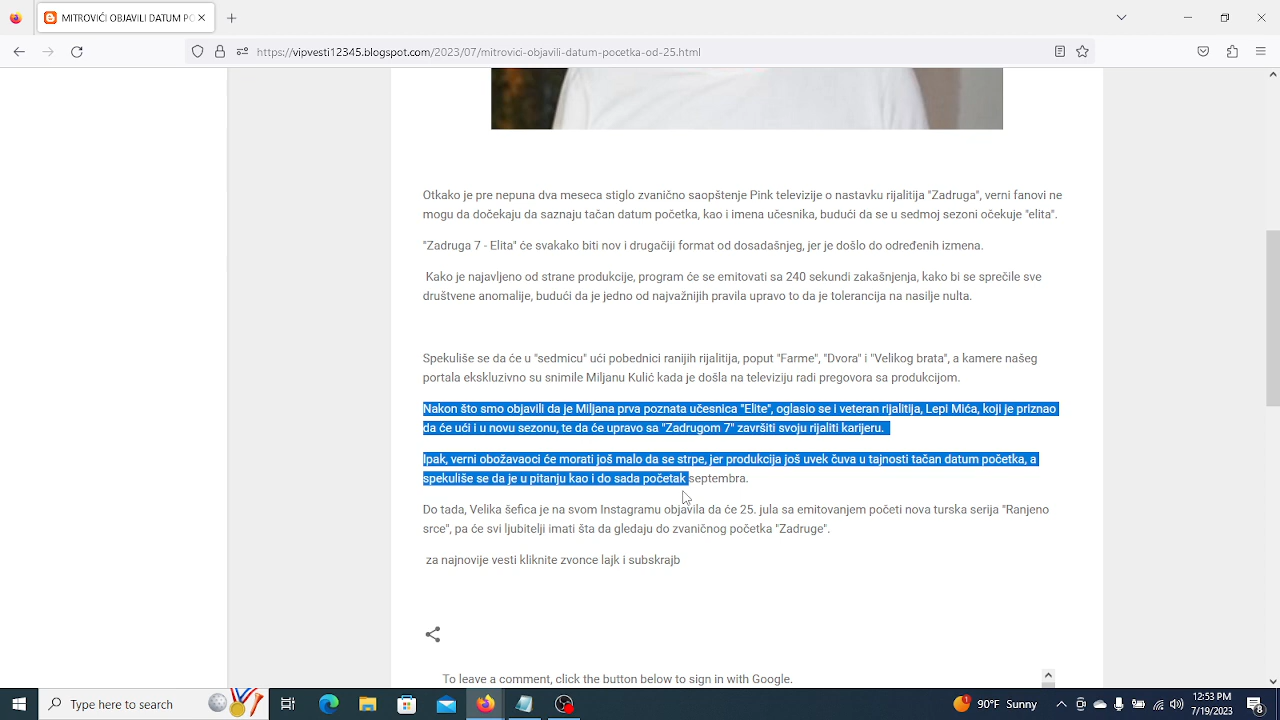 MITROVIĆI OBJAVILI DATUM PO
https://vipvesti12345.blogspot.com/2023/07/mitrovici-objavili-datum-pocetka-od-25.html
Otkako je pre nepuna dva meseca stiglo zvanično saopštenje Pink televizije o nastavku rijalitija "Zadruga", verni fanovi ne
mogu da dočekaju da saznaju tačan datum početka, kao i imena učesnika, budući da se u sedmoj sezoni očekuje "elita".
"Zadruga 7 - Elita" će svakako biti nov i drugačiji format od dosadašnjeg, jer je došlo do određenih izmena.
Kako je najavljeno od strane produkcije, program će se emitovati sa 240 sekundi zakašnjenja, kako bi se sprečile sve
društvene anomalije, budući da je jedno od najvažnijih pravila upravo to da je tolerancija na nasilje nulta.
Spekuliše se da će u "sedmicu" ući pobednici ranijih rijalitija, poput "Farme", "Dvora" i "Velikog brata", a kamere našeg
portala ekskluzivno su snimile Miljanu Kulić kada je došla na televiziju radi pregovora sa produkcijom.
Nakon što smo objavili da je Miljana prva poznata učesnica "Elite", oglasio se i veteran rijalitija, Lepi Mića, koji je priznao
da će ući i u novu sezonu, te da će upravo sa "Zadrugom 7" završiti svoju rijaliti karijeru.
Ipak, verni obožavaoci će morati još malo da se strpe, jer produkcija još uvek čuva u tajnosti tačan datum početka, a
spekuliše se da je u pitanju kao i do sada početak septembra.
Do tada, Velika šefica je na svom Instagramu objavila da će 25. jula sa emitovanjem početi nova turska serija "Ranjeno
srce", pa će svi ljubitelji imati šta da gledaju do zvaničnog početka "Zadruge".
za najnovije vesti kliknite zvonce lajk i subskrajb
To leave a comment, click the button below to sign in with Google.
Type here to search
1
90°F Sunny
12:53 PM
7/19/2023
8